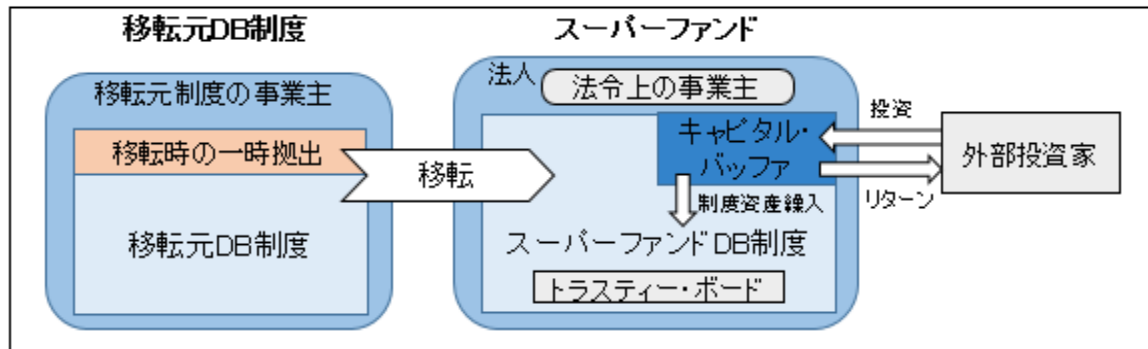 移転元DB制度
スーパーファンド
移転元制度の事業主
移転時の一時拠出
移転元DB制度
移転
法人
法令上の事業主
キャピタル・
バッファ
制度資産繰入
スーパーファンドDB制度
トラスティー・ボード
投資
リターン
外部投資家